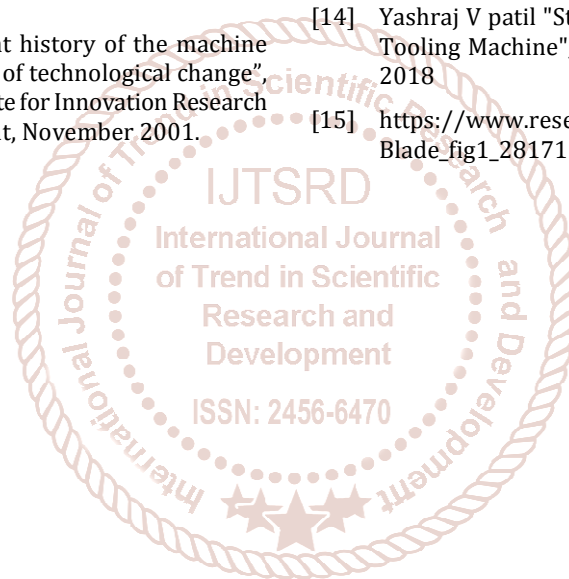 t history of the machine
of technological change”,
te for Innovation Research
t, November 2001.
[14] Yashraj V patil "St
Tooling Machine",
2018
[15] https://www.rese
Blade_fig1_28171
International Journal of Trend in Scientific Research and Development
IJTSRD
International Journal
of Trend in Scientific
Research and
Development
ISSN: 2456-6470